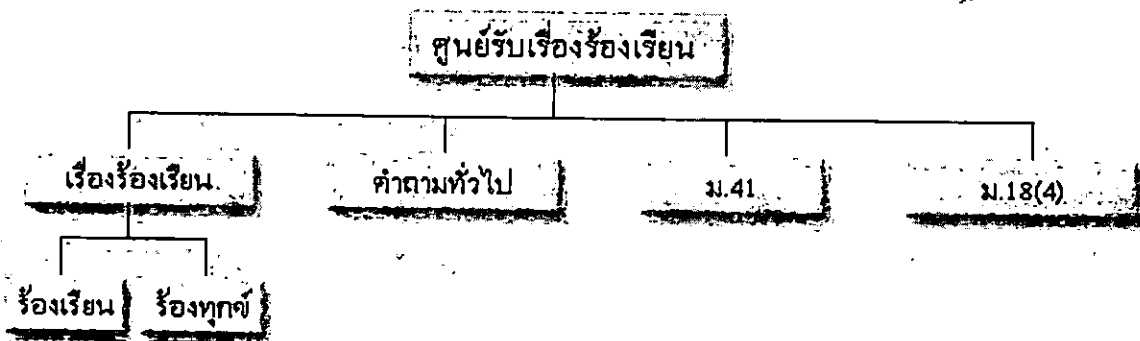 ศูนย์รับเรื่องร้องเรียน
เรื่องร้องเรียน
คำถามทั่วไป
ม.41
ม.18(4)
ร้องเรียน
ร้องทุกข์